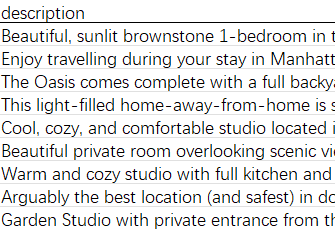 description
Beautiful, sunlit brownstone 1-bedroom in t
Enjoy travelling during your stay in Manhatt
The Oasis comes complete with a full backya
This light-filled home-away-from-home is s
Cool, cozy, and comfortable studio located i
Beautiful private room overlooking scenic vi
Warm and cozy studio with full kitchen and
Arguably the best location (and safest) in do
Garden Studio with private entrance from th